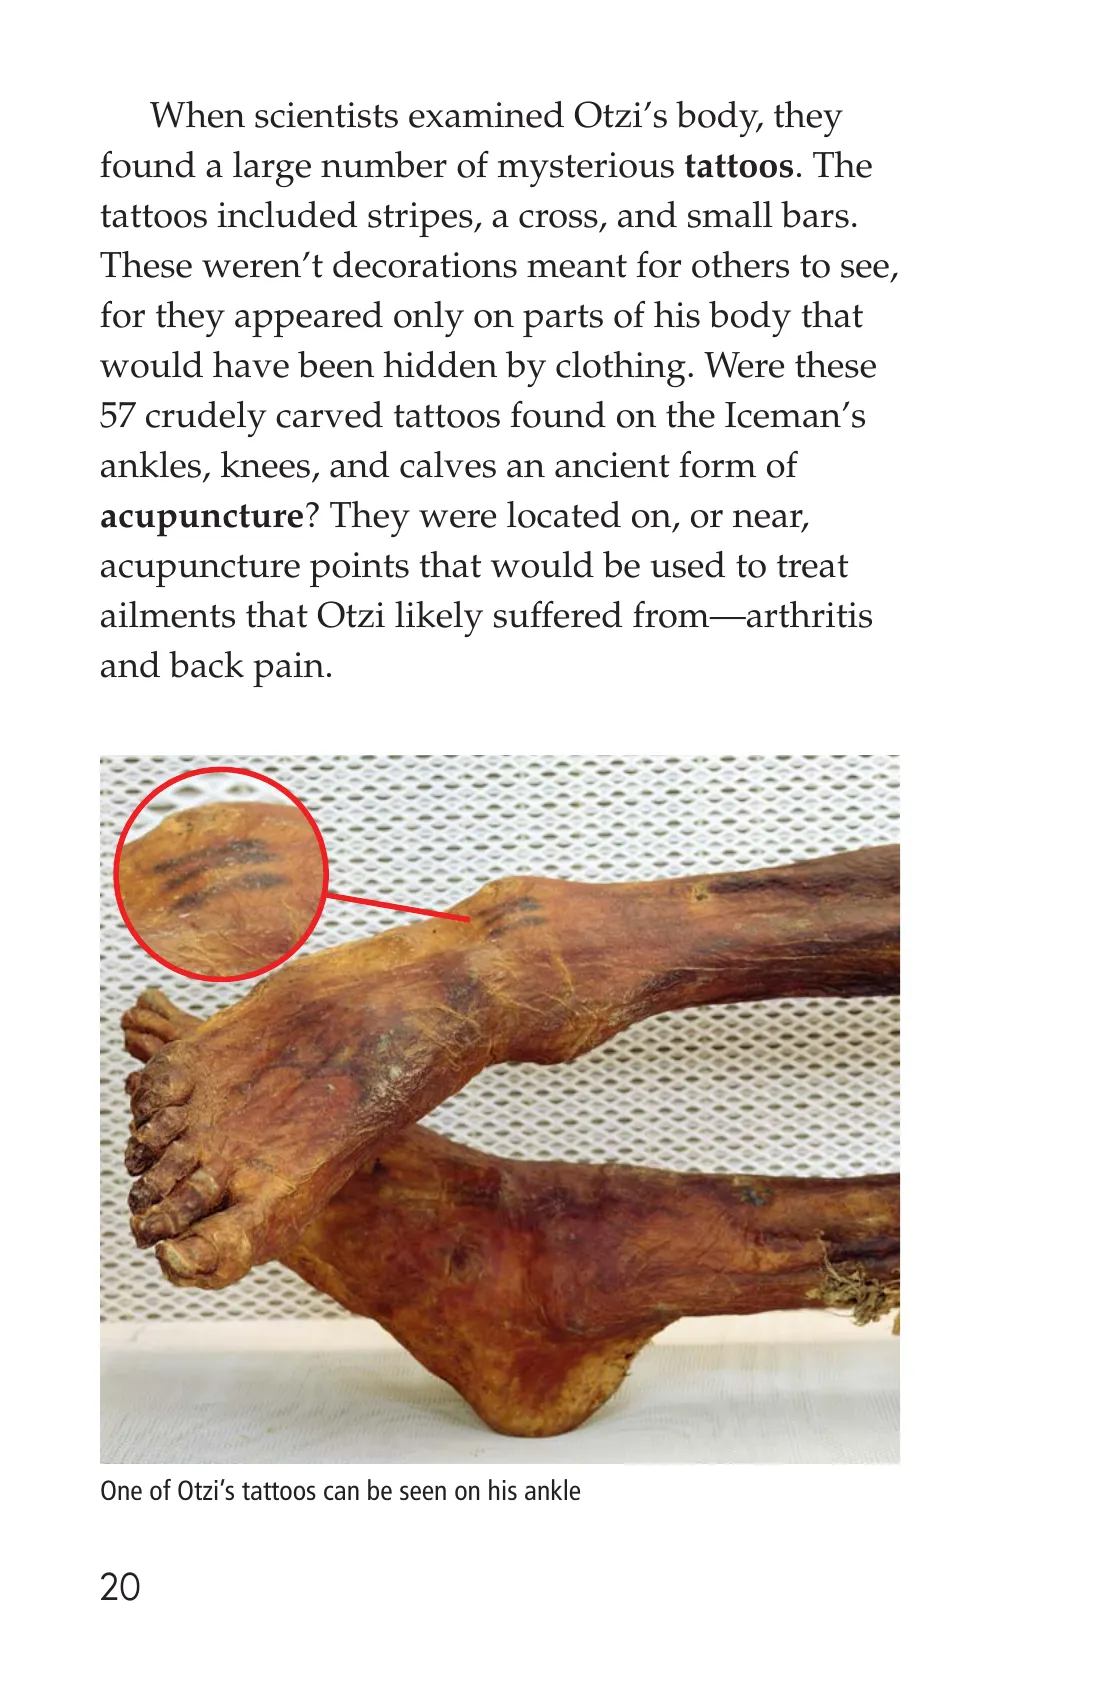 When scientists examined Otzi’s body, they
found a large number of mysterious tattoos. The
tattoos included stripes, a cross, and small bars.
These weren’t decorations meant for others to see,
for they appeared only on parts of his body that
would have been hidden by clothing. Were these
57 crudely carved tattoos found on the Iceman’s
ankles, knees, and calves an ancient form of
acupuncture? They were located on, or near,
acupuncture points that would be used to treat
ailments that Otzi likely suffered from—arthritis
and back pain.
One of Otzi’s tattoos can be seen on his ankle
20